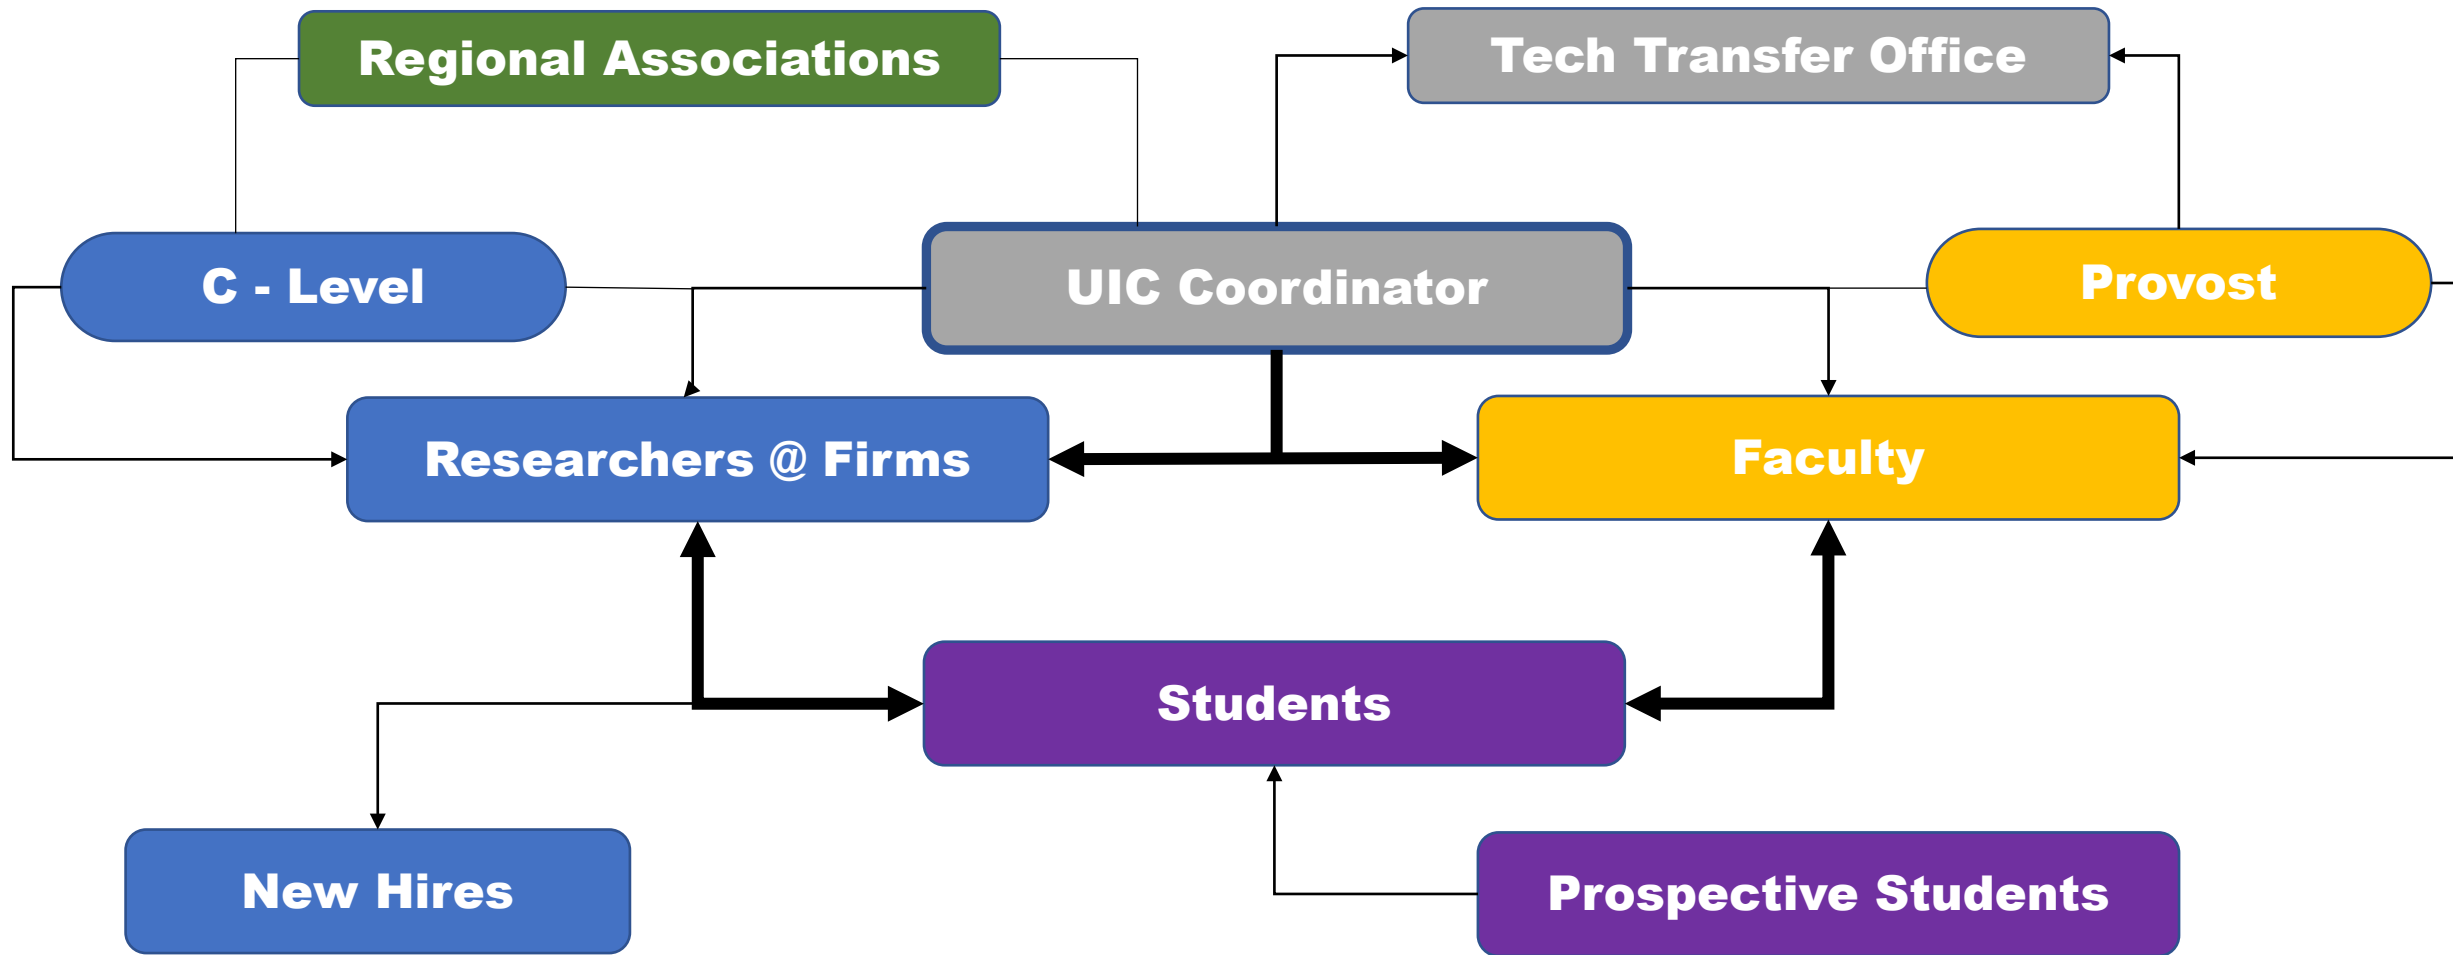 Regional Associations
Tech Transfer Office
C - Level
UIC Coordinator
Provost
Researchers @ Firms
Faculty
Students
New Hires
Prospective Students